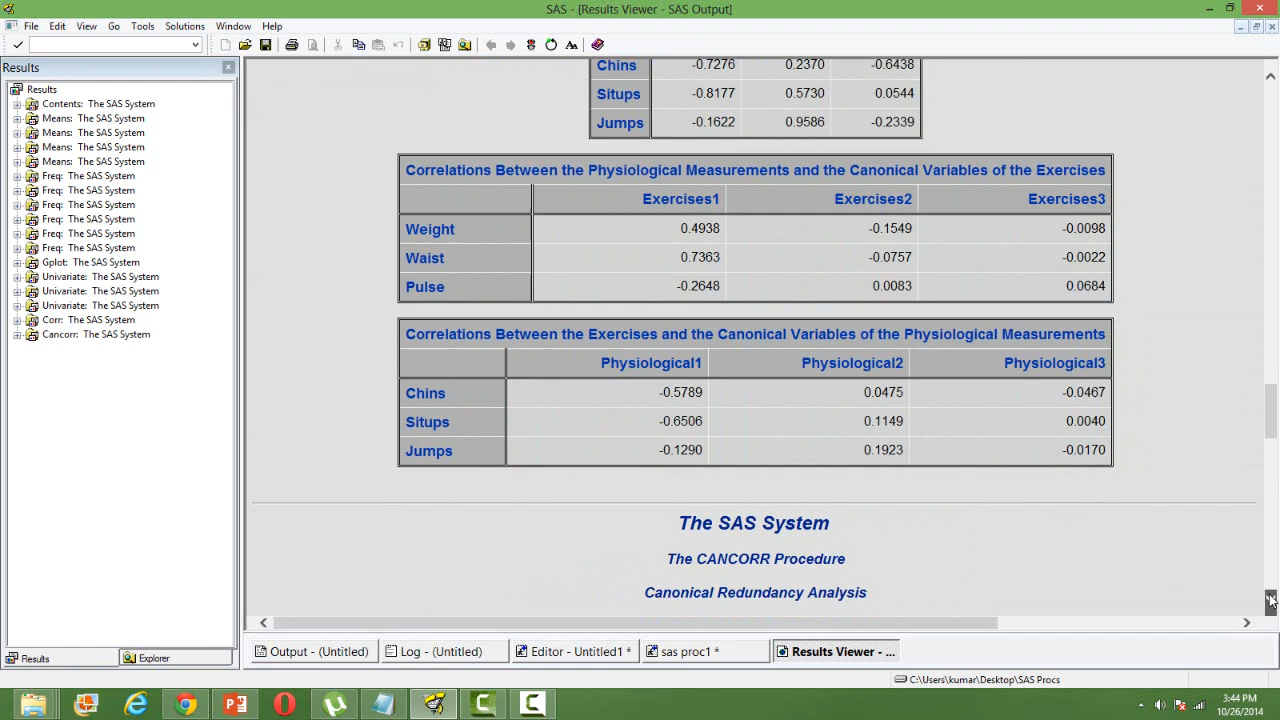 SAS - [Results Viewer - SAS Output]
File Edit View Go Tools Solutions Window Help
Results
Results
Contents: The SAS System
Means: The SAS System
Means: The SAS System
Means: The SAS System
Means: The SAS System
Freq: The SAS System
Freq: The SAS System
Freq: The SAS System
Freq: The SAS System
Freq: The SAS System
Freq: The SAS System
Gplot: The SAS System
Univariate: The SAS System
Univariate: The SAS System
Univariate: The SAS System
Corr: The SAS System
Cancorr: The SAS System
Chins -0.7276 0.2370 -0.6438
Situps -0.8177 0.5730 0.0544
Jumps -0.1622 0.9586 -0.2339
Correlations Between the Physiological Measurements and the Canonical Variables of the Exercises
Exercises1 Exercises2 Exercises3
Weight 0.4938 -0.1549 -0.0098
Waist 0.7363 -0.0757 -0.0022
Pulse -0.2648 0.0083 0.0684
Correlations Between the Exercises and the Canonical Variables of the Physiological Measurements
Physiological1 Physiological2 Physiological3
Chins -0.5789 0.0475 -0.0467
Situps -0.6506 0.1149 0.0040
Jumps -0.1290 0.1923 -0.0170
The SAS System
The CANCORR Procedure
Canonical Redundancy Analysis
Results Explorer
Output - (Untitled) Log - (Untitled) Editor - Untitled1 * sas proc1 * Results Viewer - ...
C:\Users\kumar\Desktop\SAS Procs
3:44 PM
10/26/2014